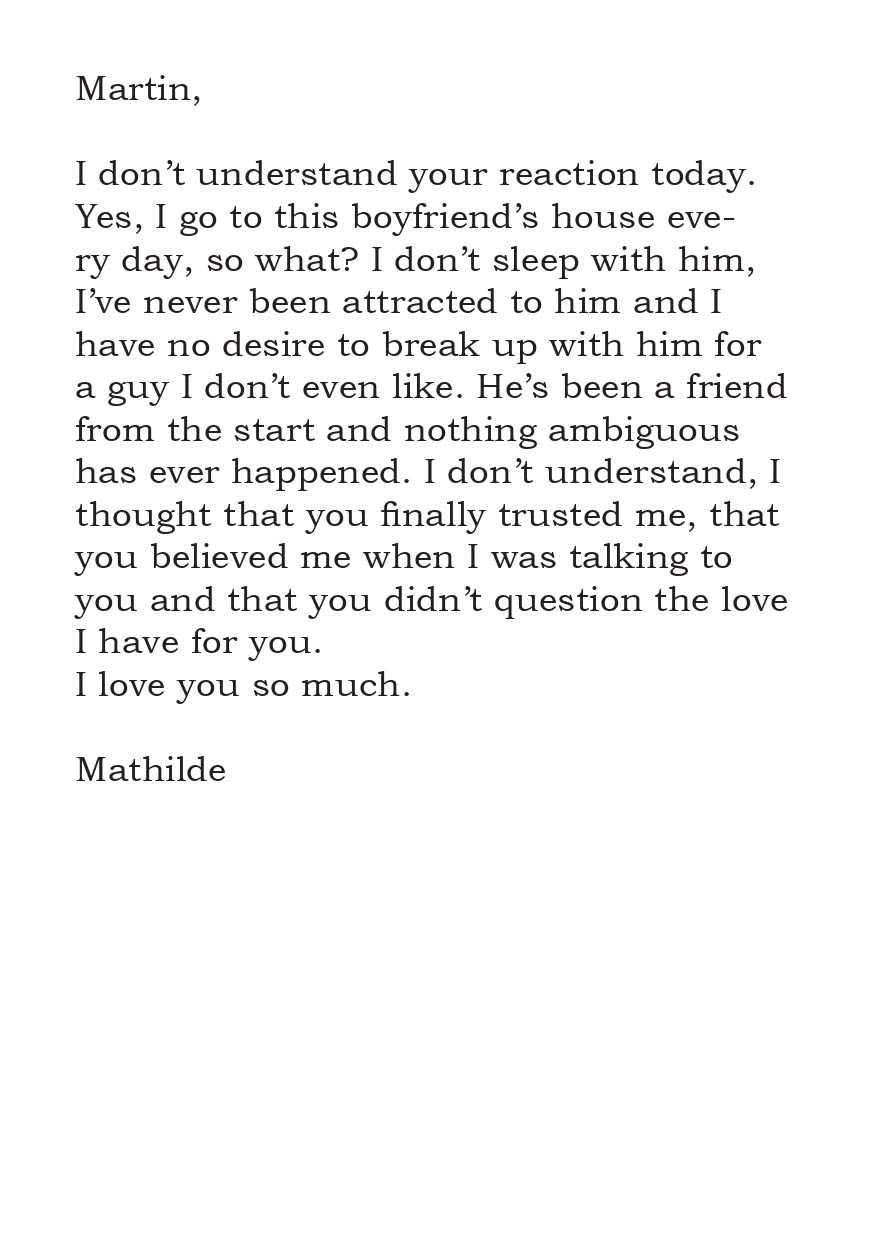 Martin,
I don’t understand your reaction today.
Yes, I go to this boyfriend’s house eve-
ry day, so what? I don’t sleep with him,
I’ve never been attracted to him and I
have no desire to break up with him for
a guy I don’t even like. He’s been a friend
from the start and nothing ambiguous
has ever happened. I don’t understand, I
thought that you finally trusted me, that
you believed me when I was talking to
you and that you didn’t question the love
I have for you.
I love you so much.
Mathilde